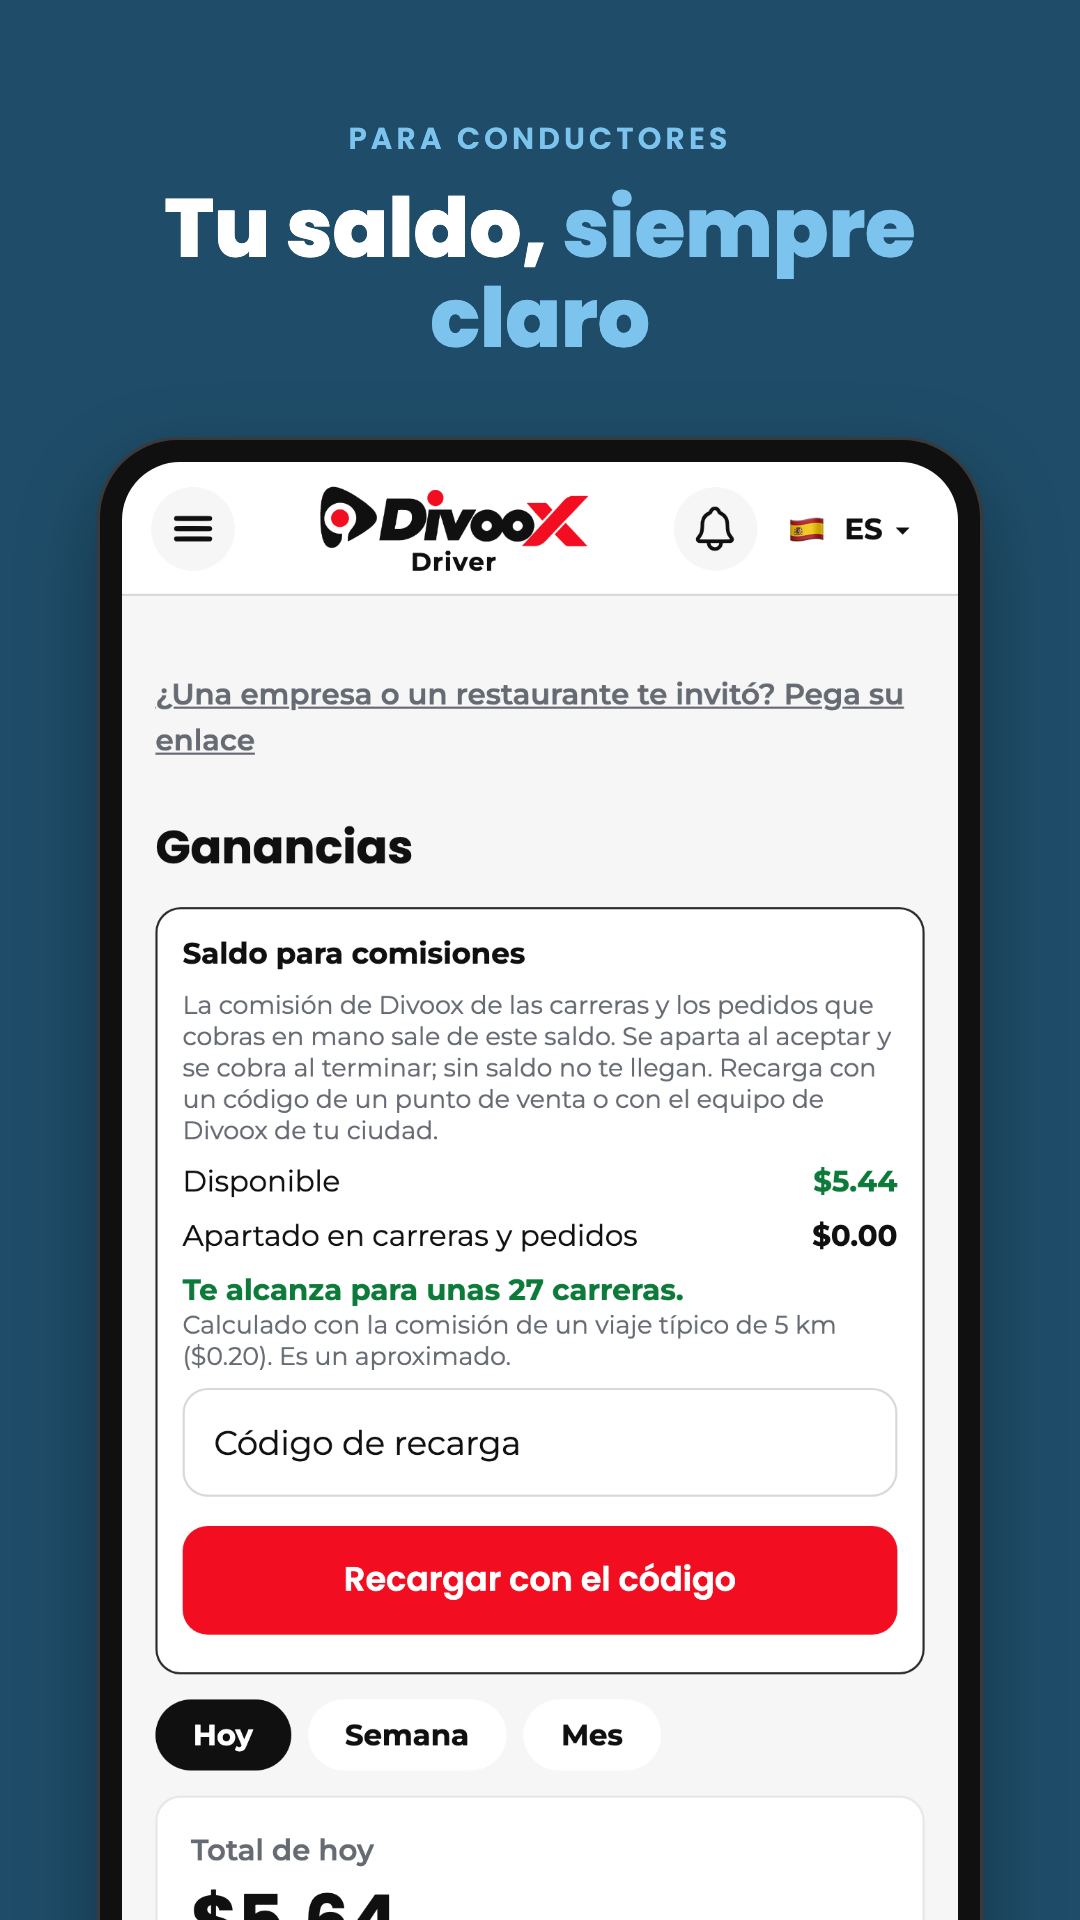 PARA CONDUCTORES
Tu saldo, siempre
claro
DivooX
Driver
ES
¿Una empresa o un restaurante te invitó? Pega su
enlace
Ganancias
Saldo para comisiones
La comisión de Divoox de las carreras y los pedidos que
cobras en mano sale de este saldo. Se aparta al aceptar y
se cobra al terminar; sin saldo no te llegan. Recarga con
un código de un punto de venta o con el equipo de
Divoox de tu ciudad.
Disponible $5.44
Apartado en carreras y pedidos $0.00
Te alcanza para unas 27 carreras.
Calculado con la comisión de un viaje típico de 5 km
($0.20). Es un aproximado.
Código de recarga
Recargar con el código
Hoy Semana Mes
Total de hoy
$5.64